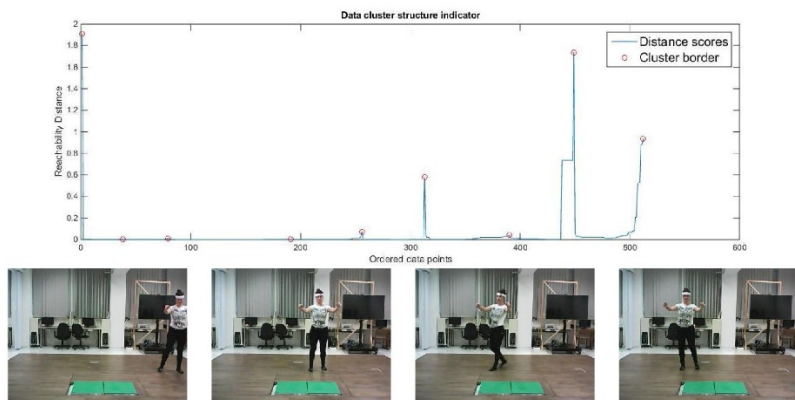 Data cluster structure indicator
2
1.8
1.6
1.4
1.2
1
0.8
0.6
0.4
0.2
0
Reachability Distance
Distance scores
Cluster border
0 100 200 300 400 500 600
Ordered data points